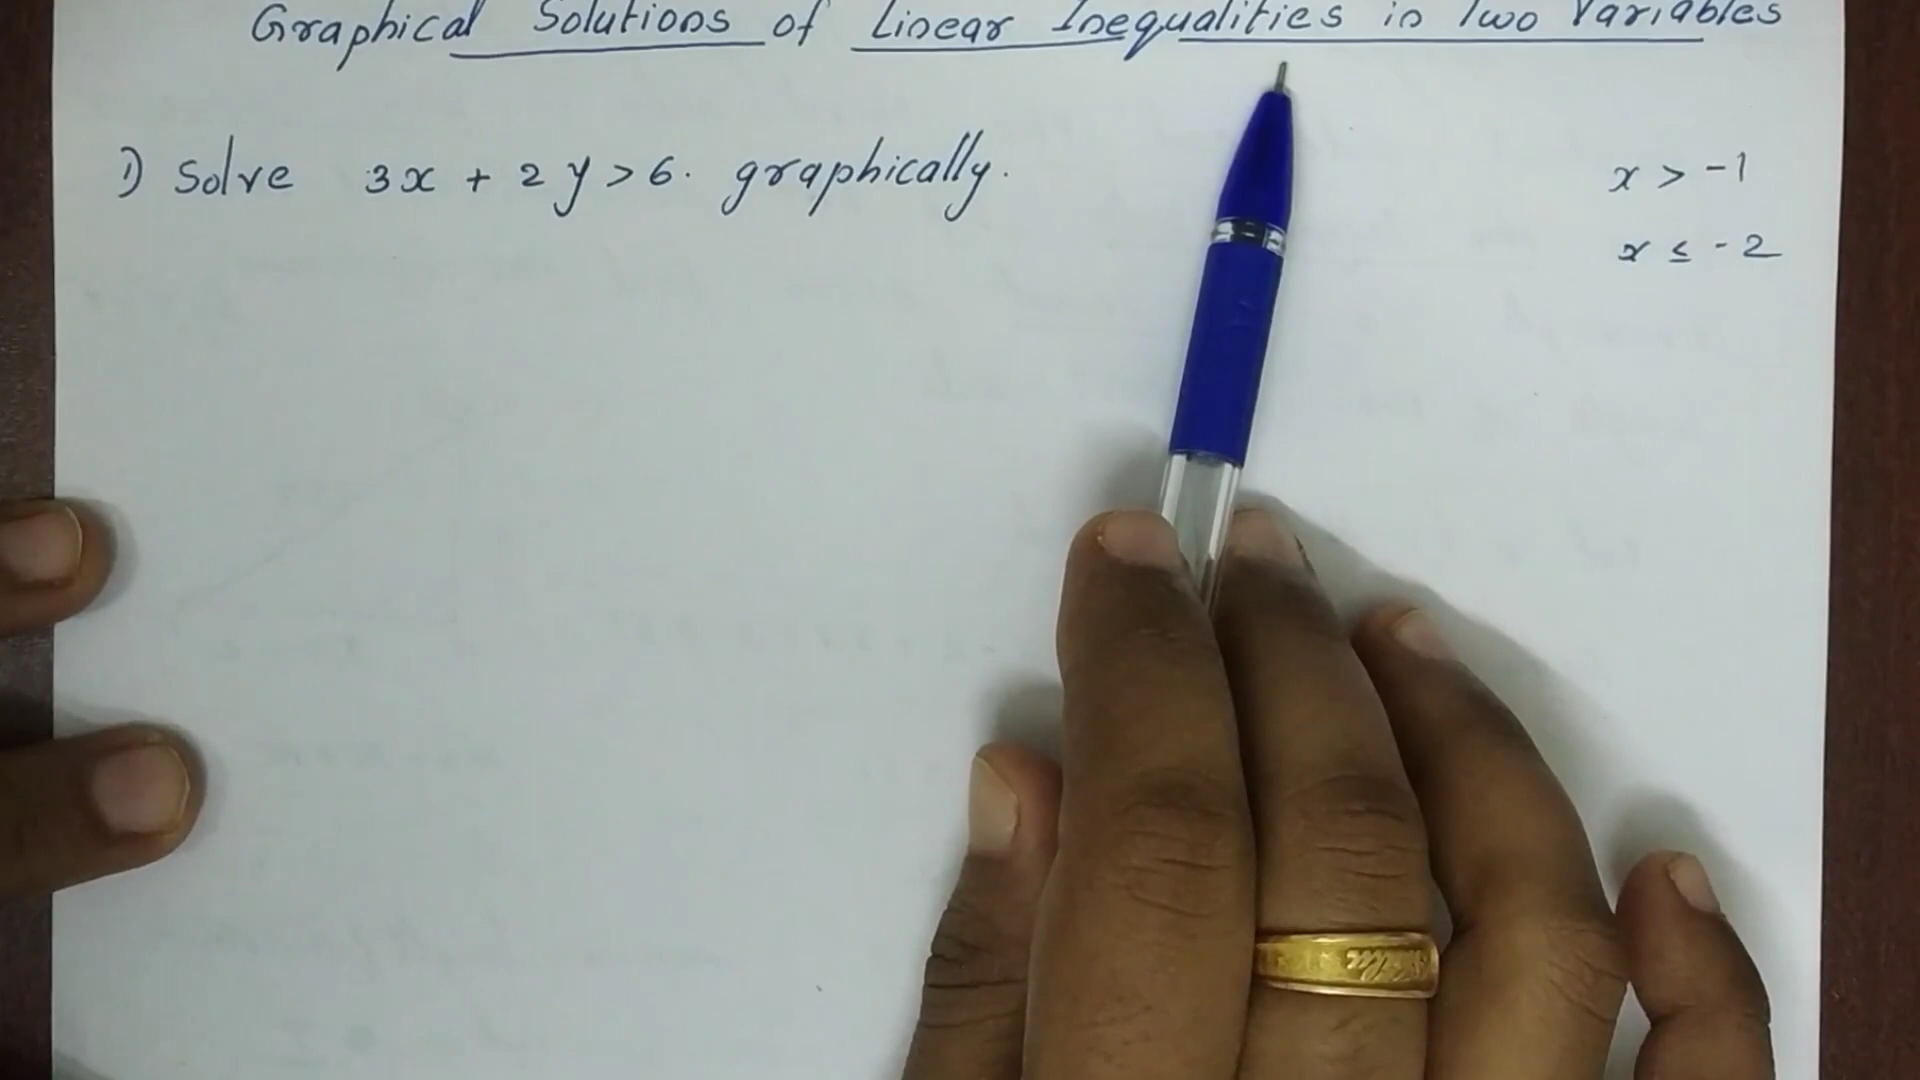 Graphical Solutions of Linear Inequalities in Two Variables
1) Solve 3x + 2y > 6. graphically.
x > -1
x ≤ -2